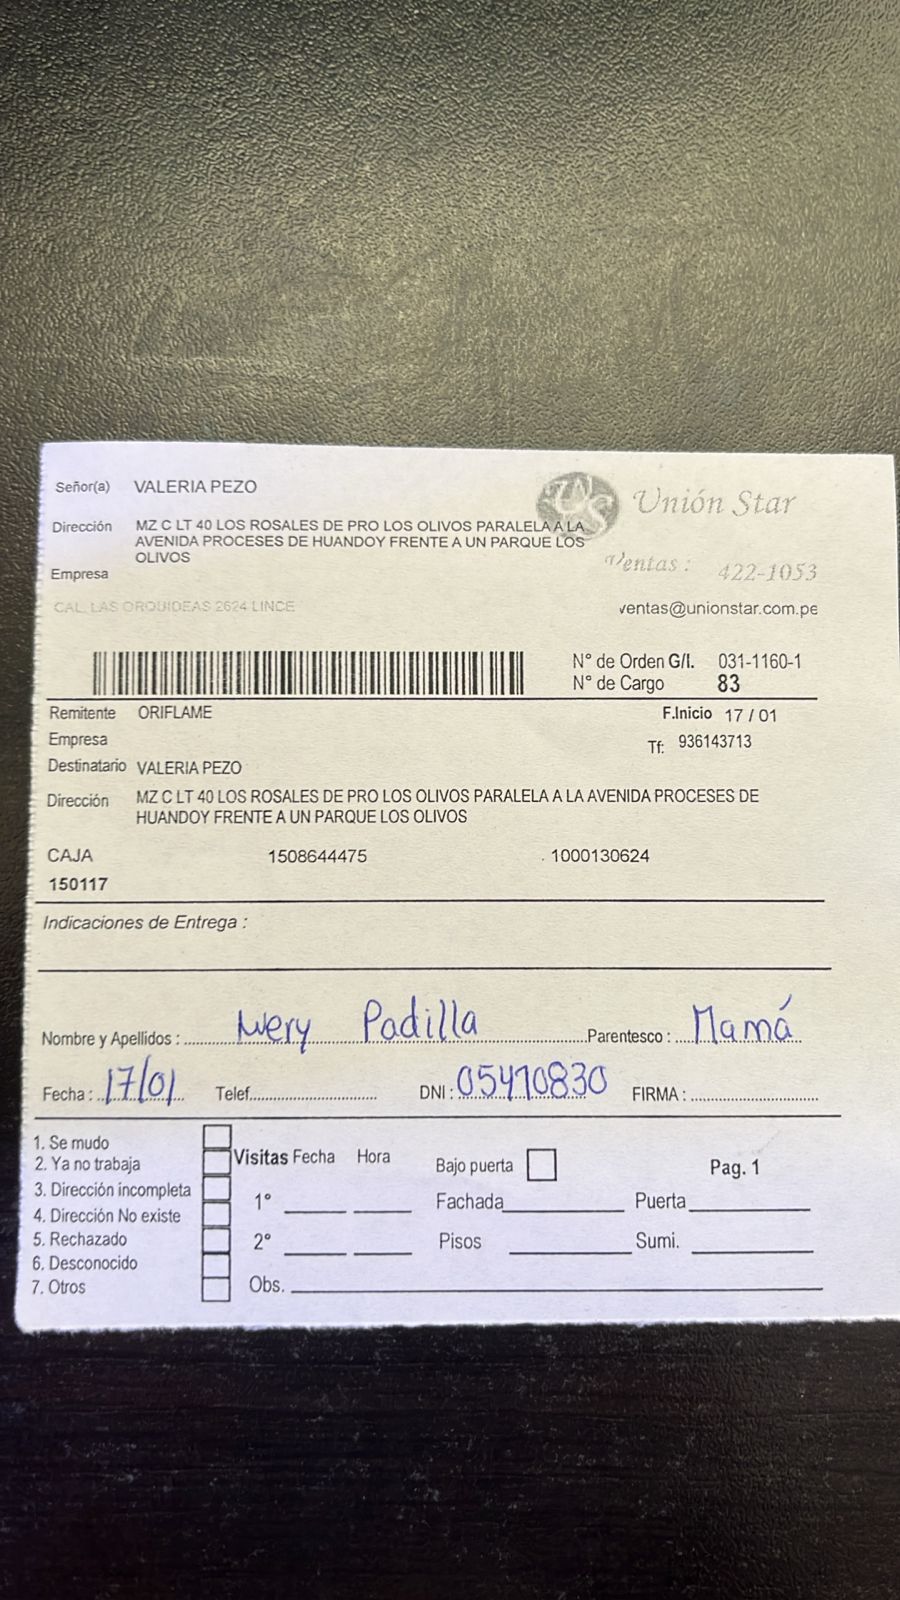 Señor(a) VALERIA PEZO
Unión Star
Dirección MZ C LT 40 LOS ROSALES DE PRO LOS OLIVOS PARALELA A LA
AVENIDA PROCESES DE HUANDOY FRENTE A UN PARQUE LOS
OLIVOS
Ventas : 422-1053
Empresa
CAL. LAS ORQUIDEAS 2624 LINCE
ventas@unionstar.com.pe
N° de Orden G/I. 031-1160-1
N° de Cargo 83
Remitente ORIFLAME
F.Inicio 17 / 01
Empresa
Tf: 936143713
Destinatario VALERIA PEZO
Dirección MZ C LT 40 LOS ROSALES DE PRO LOS OLIVOS PARALELA A LA AVENIDA PROCESES DE
HUANDOY FRENTE A UN PARQUE LOS OLIVOS
CAJA 1508644475 1000130624
150117
Indicaciones de Entrega :
Nombre y Apellidos : Padilla Parentesco : Mamá
Fecha : 17/01 Telef. DNI : 05410830 FIRMA :
1. Se mudo
2. Ya no trabaja
3. Dirección incompleta
4. Dirección No existe
5. Rechazado
6. Desconocido
7. Otros
Visitas Fecha Hora
1°
2°
Obs.
Bajo puerta
Pag. 1
Fachada Puerta
Pisos Sumi.